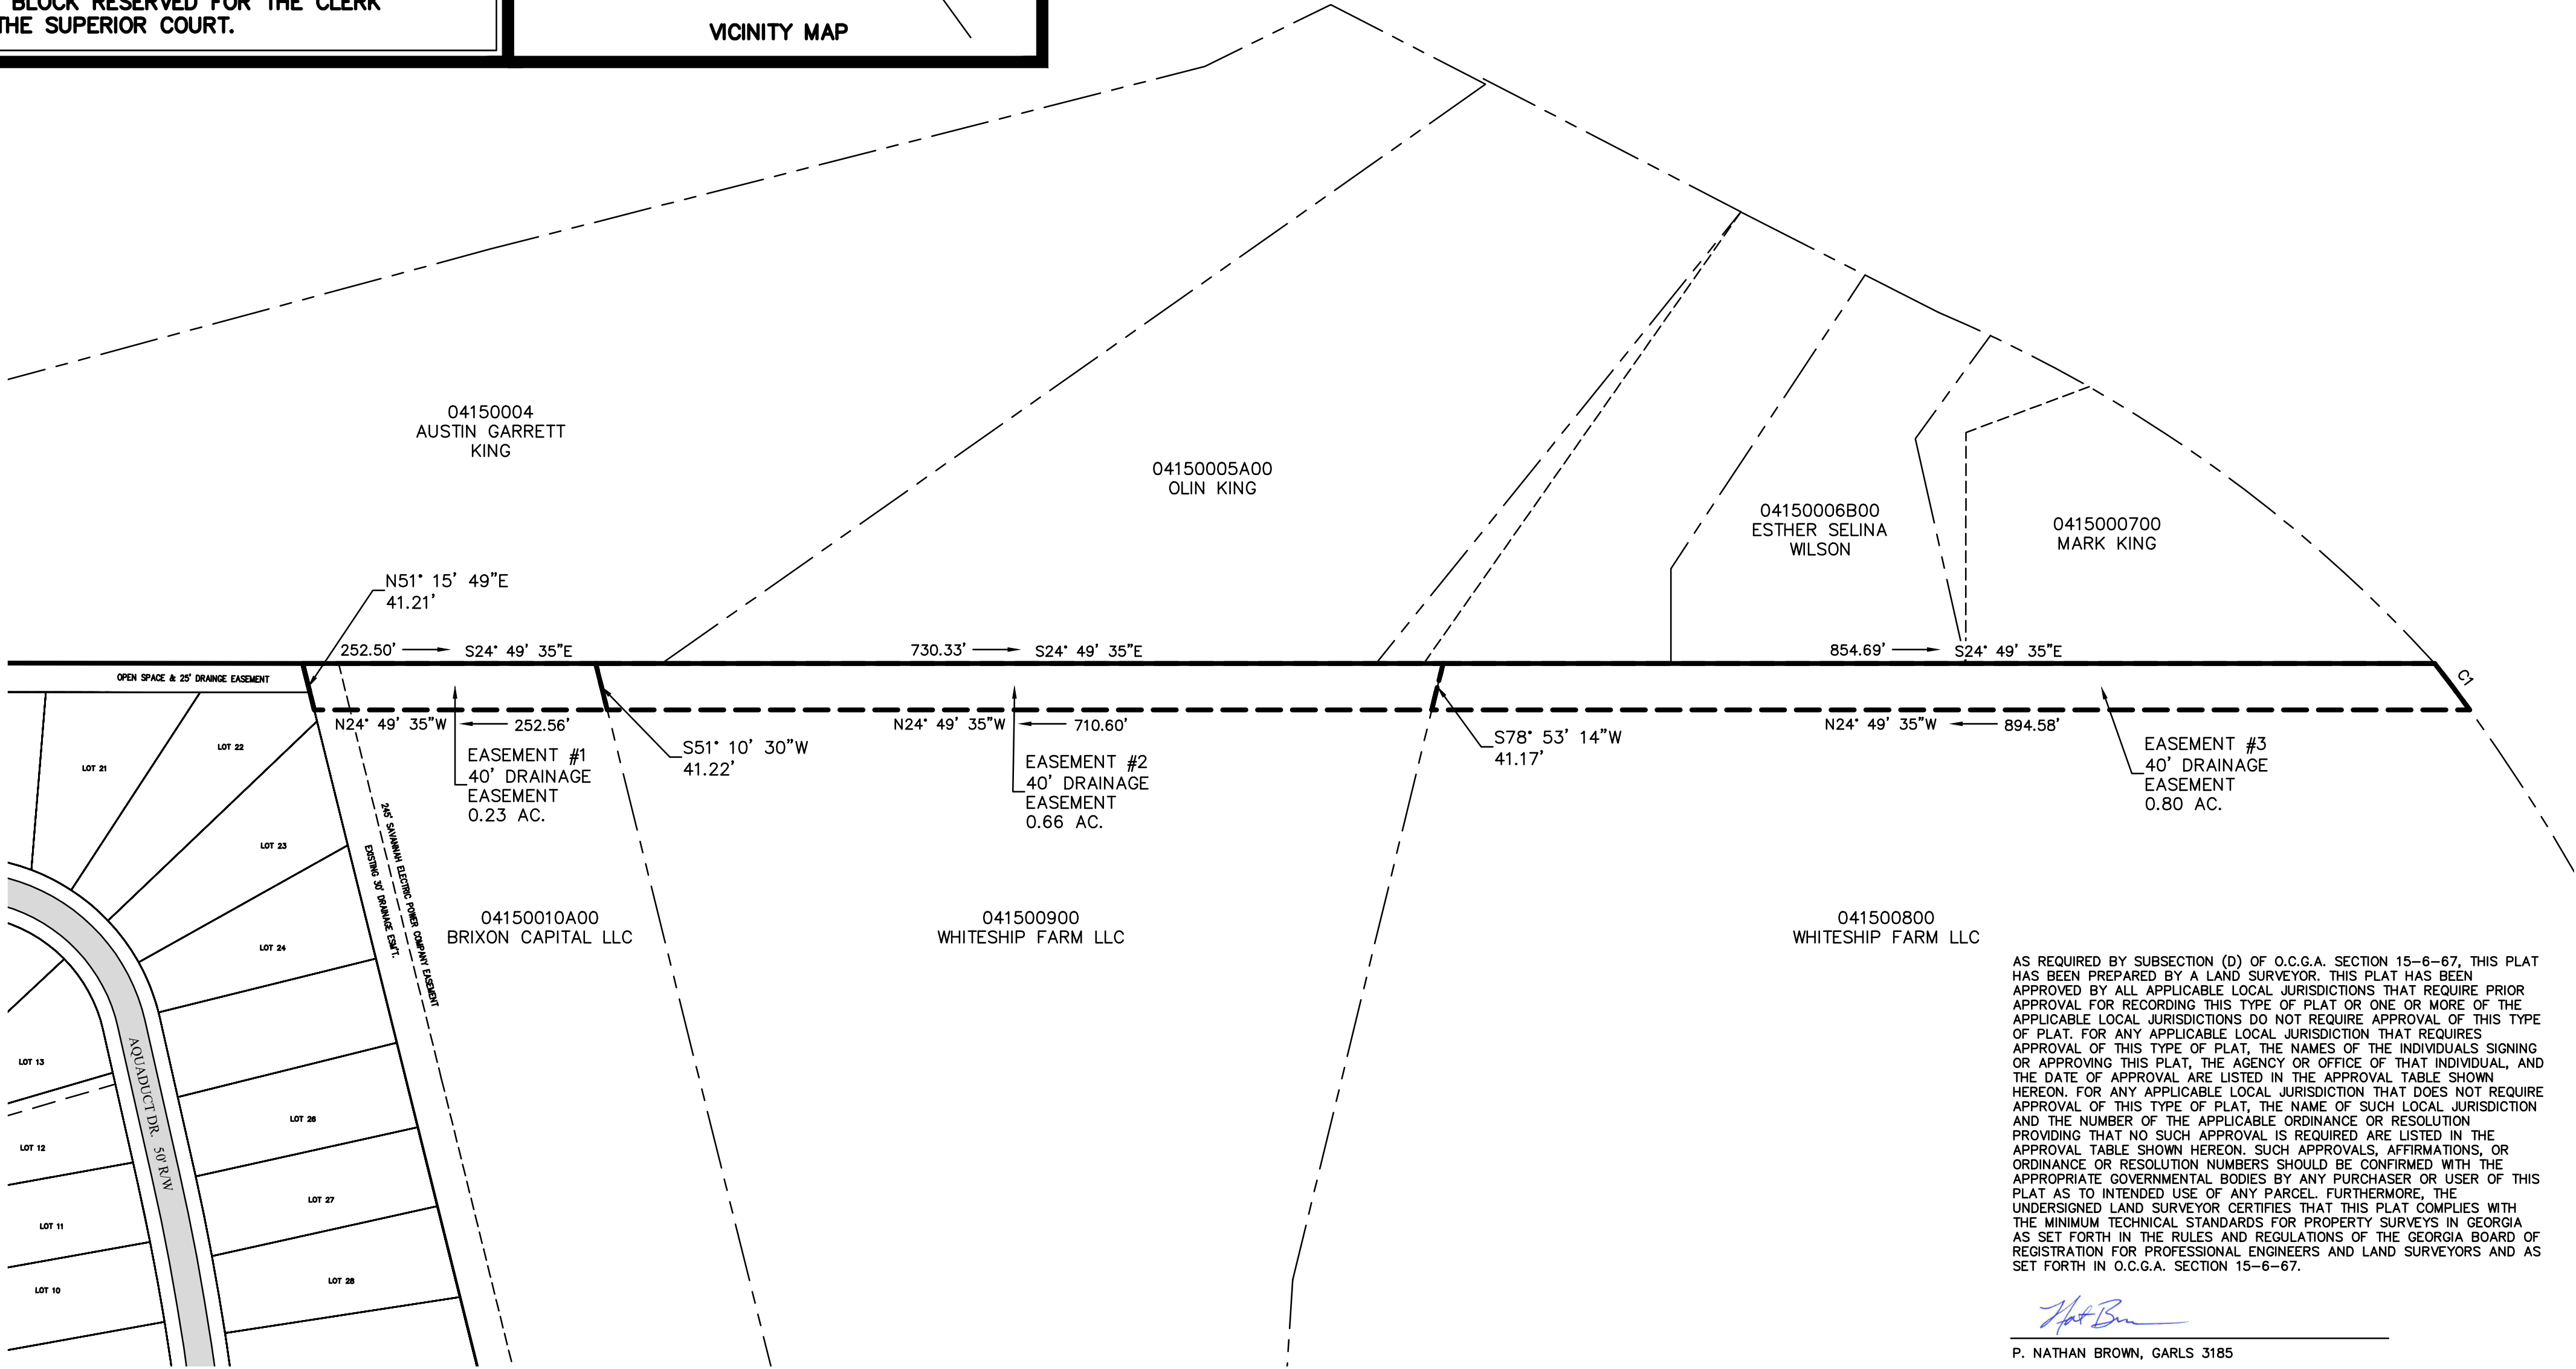 BLOCK RESERVED FOR THE CLERK
THE SUPERIOR COURT.
VICINITY MAP
04150004
AUSTIN GARRETT
KING
04150005A00
OLIN KING
04150006B00
ESTHER SELINA
WILSON
0415000700
MARK KING
N51° 15' 49"E
41.21'
252.50'
S24° 49' 35"E
730.33'
S24° 49' 35"E
854.69'
S24° 49' 35"E
C1
OPEN SPACE & 25' DRAINGE EASEMENT
N24° 49' 35"W
252.56'
N24° 49' 35"W
710.60'
N24° 49' 35"W
894.58'
S51° 10' 30"W
41.22'
S78° 53' 14"W
41.17'
EASEMENT #1
40' DRAINAGE
EASEMENT
0.23 AC.
EASEMENT #2
40' DRAINAGE
EASEMENT
0.66 AC.
EASEMENT #3
40' DRAINAGE
EASEMENT
0.80 AC.
LOT 21
LOT 22
LOT 23
LOT 24
LOT 26
LOT 27
LOT 28
LOT 13
LOT 12
LOT 11
LOT 10
AQUADUCT DR. 50' R/W
245' SAVANNAH ELECTRIC POWER COMPANY EASEMENT
EXISTING 30' DRAINAGE ESM'T.
04150010A00
BRIXON CAPITAL LLC
041500900
WHITESHIP FARM LLC
041500800
WHITESHIP FARM LLC
AS REQUIRED BY SUBSECTION (D) OF O.C.G.A. SECTION 15-6-67, THIS PLAT
HAS BEEN PREPARED BY A LAND SURVEYOR. THIS PLAT HAS BEEN
APPROVED BY ALL APPLICABLE LOCAL JURISDICTIONS THAT REQUIRE PRIOR
APPROVAL FOR RECORDING THIS TYPE OF PLAT OR ONE OR MORE OF THE
APPLICABLE LOCAL JURISDICTIONS DO NOT REQUIRE APPROVAL OF THIS TYPE
OF PLAT. FOR ANY APPLICABLE LOCAL JURISDICTION THAT REQUIRES
APPROVAL OF THIS TYPE OF PLAT, THE NAMES OF THE INDIVIDUALS SIGNING
OR APPROVING THIS PLAT, THE AGENCY OR OFFICE OF THAT INDIVIDUAL, AND
THE DATE OF APPROVAL ARE LISTED IN THE APPROVAL TABLE SHOWN
HEREON. FOR ANY APPLICABLE LOCAL JURISDICTION THAT DOES NOT REQUIRE
APPROVAL OF THIS TYPE OF PLAT, THE NAME OF SUCH LOCAL JURISDICTION
AND THE NUMBER OF THE APPLICABLE ORDINANCE OR RESOLUTION
PROVIDING THAT NO SUCH APPROVAL IS REQUIRED ARE LISTED IN THE
APPROVAL TABLE SHOWN HEREON. SUCH APPROVALS, AFFIRMATIONS, OR
ORDINANCE OR RESOLUTION NUMBERS SHOULD BE CONFIRMED WITH THE
APPROPRIATE GOVERNMENTAL BODIES BY ANY PURCHASER OR USER OF THIS
PLAT AS TO INTENDED USE OF ANY PARCEL. FURTHERMORE, THE
UNDERSIGNED LAND SURVEYOR CERTIFIES THAT THIS PLAT COMPLIES WITH
THE MINIMUM TECHNICAL STANDARDS FOR PROPERTY SURVEYS IN GEORGIA
AS SET FORTH IN THE RULES AND REGULATIONS OF THE GEORGIA BOARD OF
REGISTRATION FOR PROFESSIONAL ENGINEERS AND LAND SURVEYORS AND AS
SET FORTH IN O.C.G.A. SECTION 15-6-67.
P. NATHAN BROWN, GARLS 3185